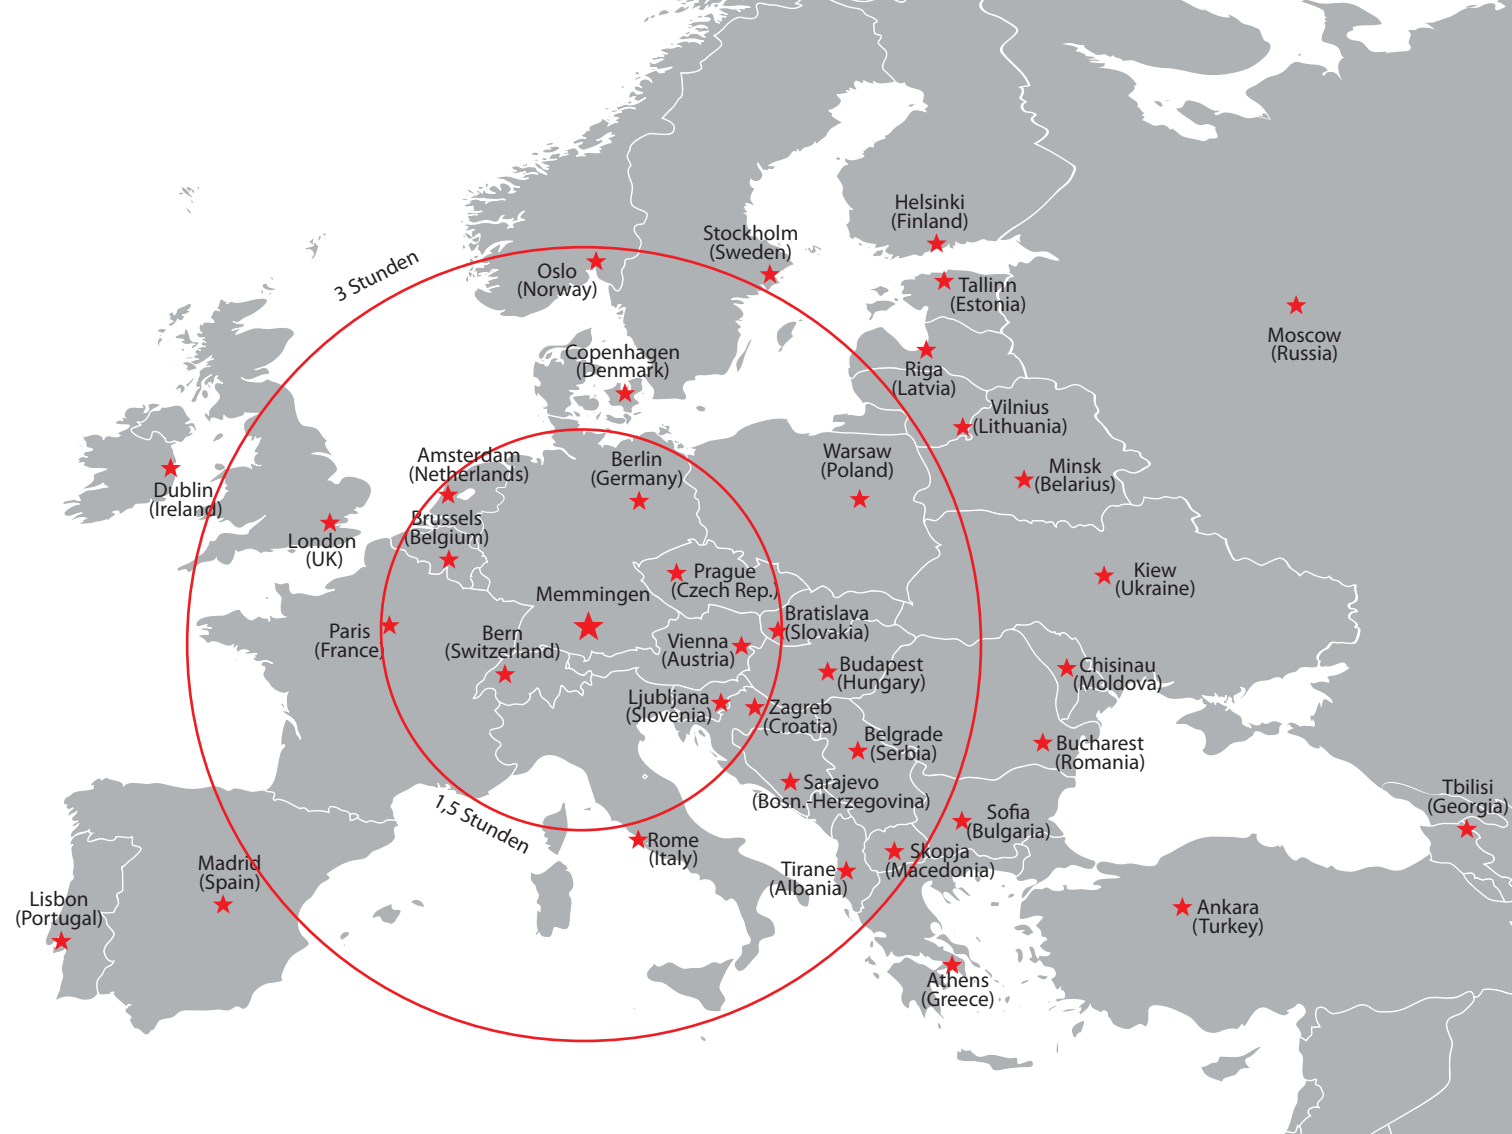 Helsinki
(Finland)
Stockholm
(Sweden)
3 Stunden
Oslo
(Norway)
Tallinn
(Estonia)
Moscow
(Russia)
Copenhagen
(Denmark)
Riga
(Latvia)
Vilnius
(Lithuania)
Amsterdam
(Netherlands)
Berlin
(Germany)
Warsaw
(Poland)
Minsk
(Belarius)
Dublin
(Ireland)
Brussels
(Belgium)
London
(UK)
Prague
(Czech Rep.)
Kiew
(Ukraine)
Memmingen
Bratislava
(Slovakia)
Paris
(France)
Bern
(Switzerland)
Vienna
(Austria)
Budapest
(Hungary)
Chisinau
(Moldova)
Ljubljana
(Slovenia)
Zagreb
(Croatia)
Belgrade
(Serbia)
Bucharest
(Romania)
Sarajevo
(Bosn.-Herzegovina)
Tbilisi
(Georgia)
1,5 Stunden
Sofia
(Bulgaria)
Rome
(Italy)
Skopja
(Macedonia)
Tirane
(Albania)
Madrid
(Spain)
Lisbon
(Portugal)
Ankara
(Turkey)
Athens
(Greece)